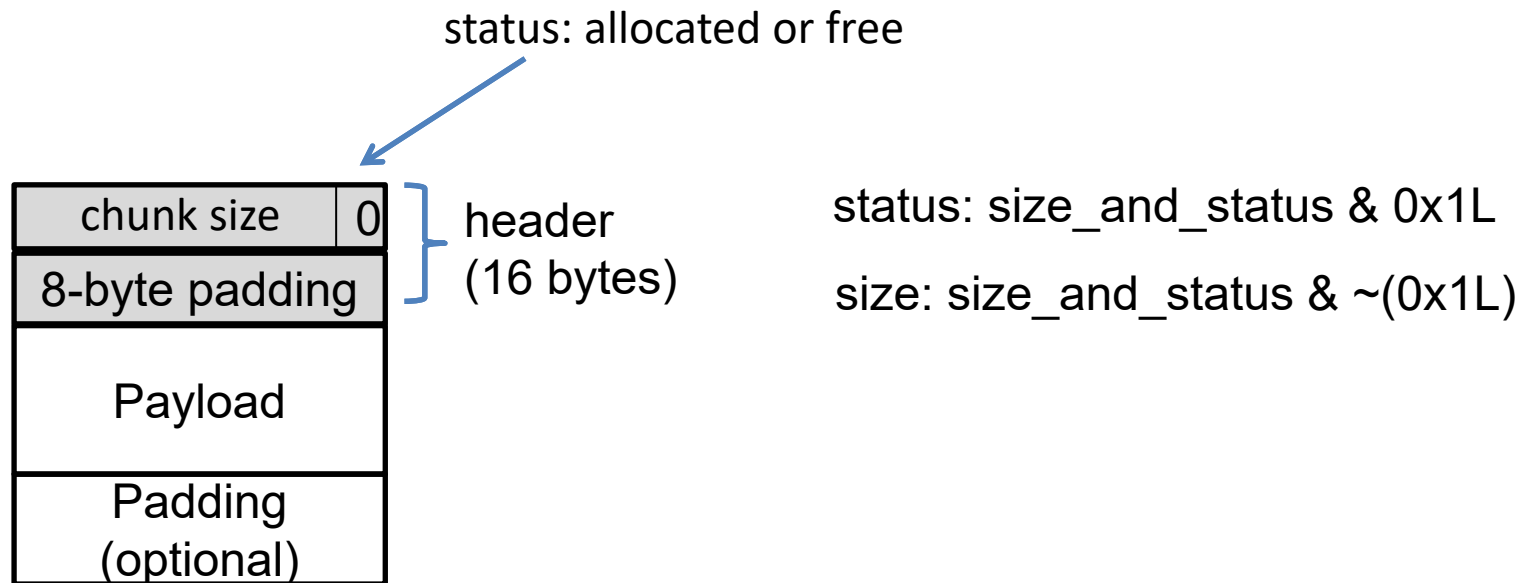 status: allocated or free
chunk size 0
8-byte padding
header
(16 bytes)
Payload
Padding
(optional)
status: size_and_status & 0x1L
size: size_and_status & ~(0x1L)